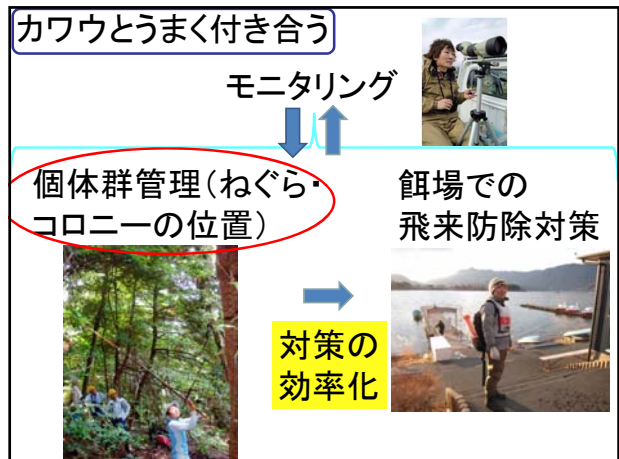 カワウとうまく付き合う
モニタリング
個体群管理(ねぐら・
コロニーの位置)
餌場での
飛来防除対策
対策の
効率化